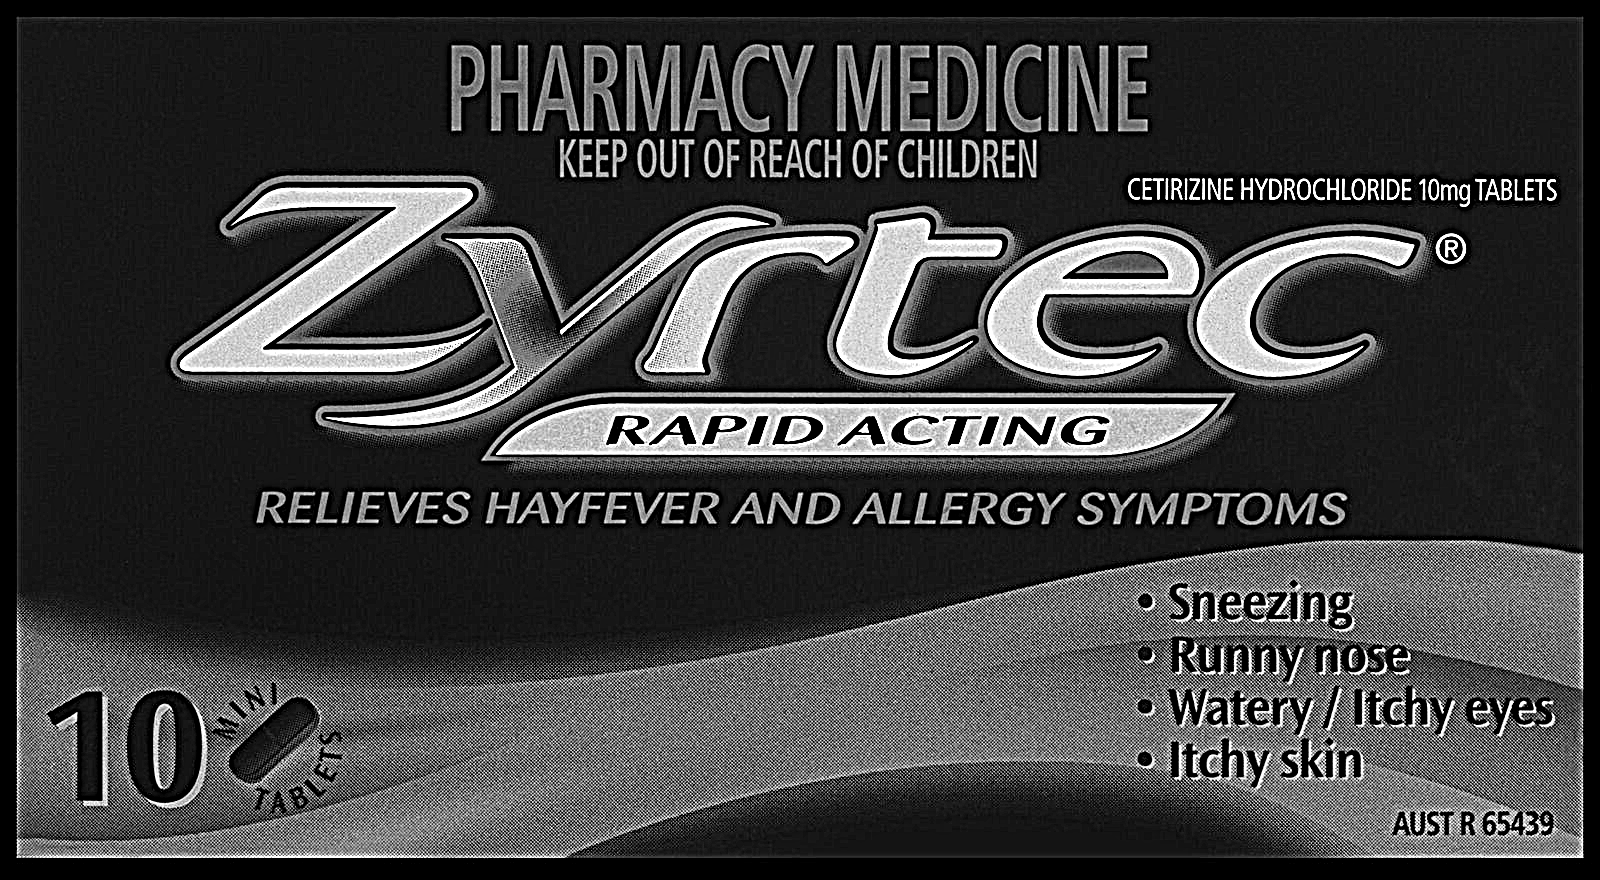 PHARMACY MEDICINE
KEEP OUT OF REACH OF CHILDREN
CETIRIZINE HYDROCHLORIDE 10mg TABLETS
Zyrtec®
RAPID ACTING
RELIEVES HAYFEVER AND ALLERGY SYMPTOMS
• Sneezing
• Runny nose
• Watery / Itchy eyes
• Itchy skin
10 MINI TABLETS
AUST R 65439